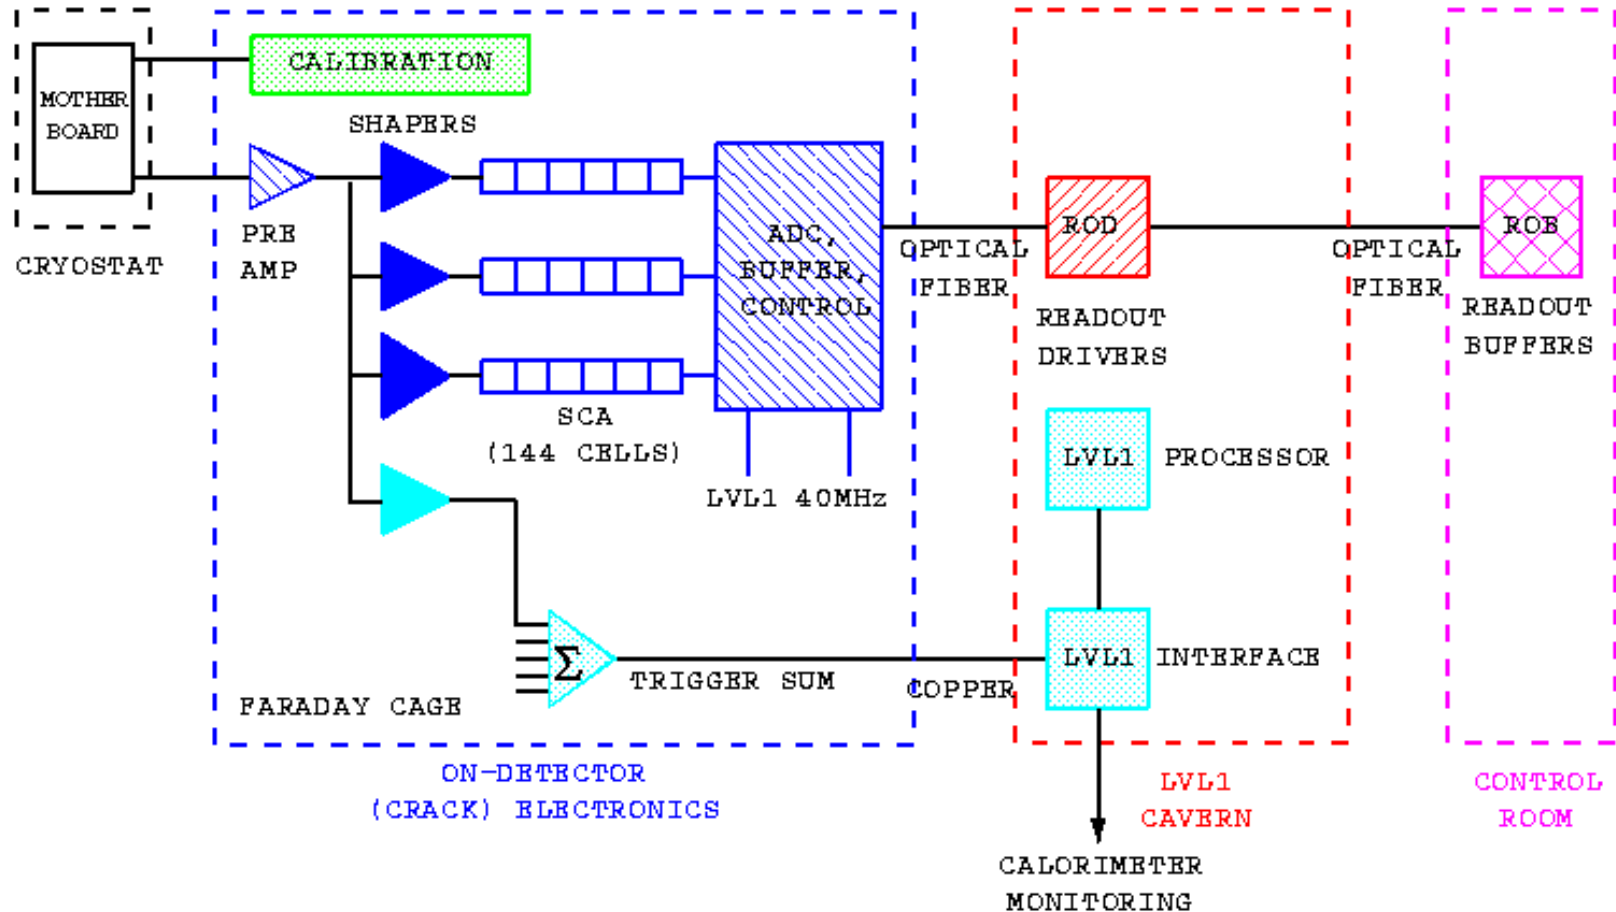 CALIBRATION
MOTHER
BOARD
SHAPERS
CRYOSTAT
PRE
AMP
ADC,
BUFFER,
CONTROL
OPTICAL
FIBER
ROD
READOUT
DRIVERS
OPTICAL
FIBER
ROB
READOUT
BUFFERS
SCA
(144 CELLS)
LVL1 40MHz
LVL1 PROCESSOR
Σ
TRIGGER SUM
COPPER
LVL1 INTERFACE
FARADAY CAGE
ON-DETECTOR
(CRACK) ELECTRONICS
LVL1
CAVERN
CONTROL
ROOM
CALORIMETER
MONITORING